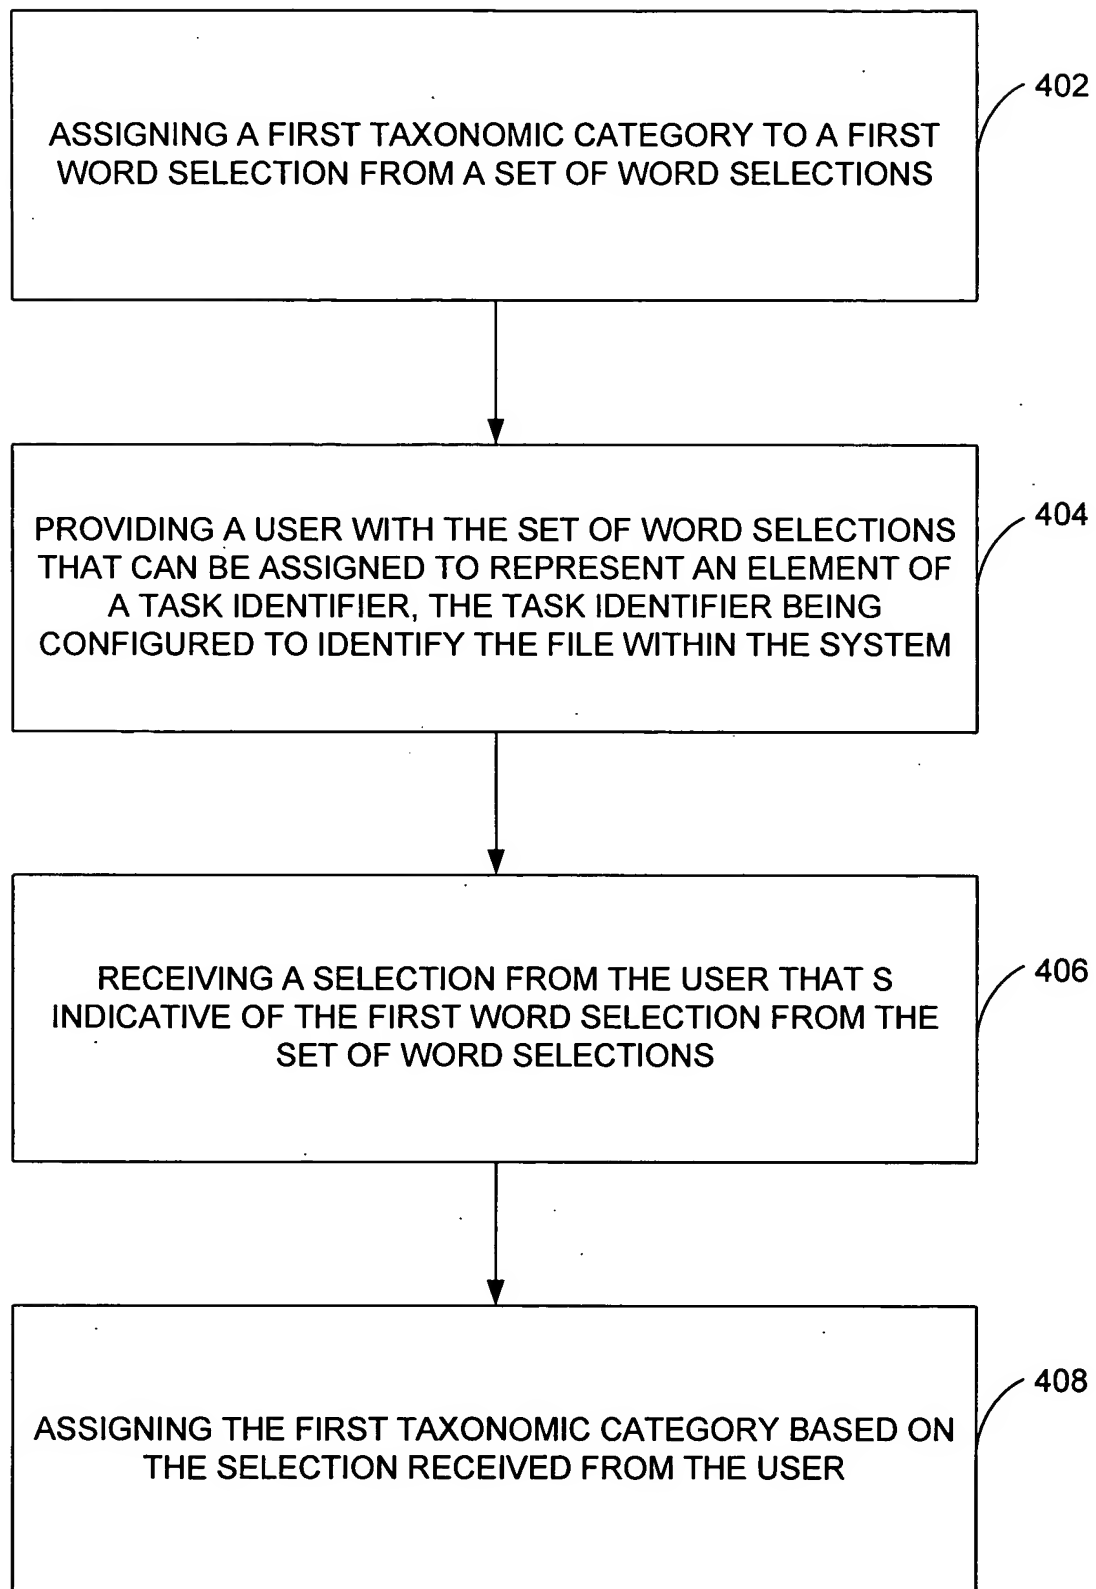 ASSIGNING A FIRST TAXONOMIC CATEGORY TO A FIRST
WORD SELECTION FROM A SET OF WORD SELECTIONS
402
PROVIDING A USER WITH THE SET OF WORD SELECTIONS
THAT CAN BE ASSIGNED TO REPRESENT AN ELEMENT OF
A TASK IDENTIFIER, THE TASK IDENTIFIER BEING
CONFIGURED TO IDENTIFY THE FILE WITHIN THE SYSTEM
404
RECEIVING A SELECTION FROM THE USER THAT S
INDICATIVE OF THE FIRST WORD SELECTION FROM THE
SET OF WORD SELECTIONS
406
ASSIGNING THE FIRST TAXONOMIC CATEGORY BASED ON
THE SELECTION RECEIVED FROM THE USER
408